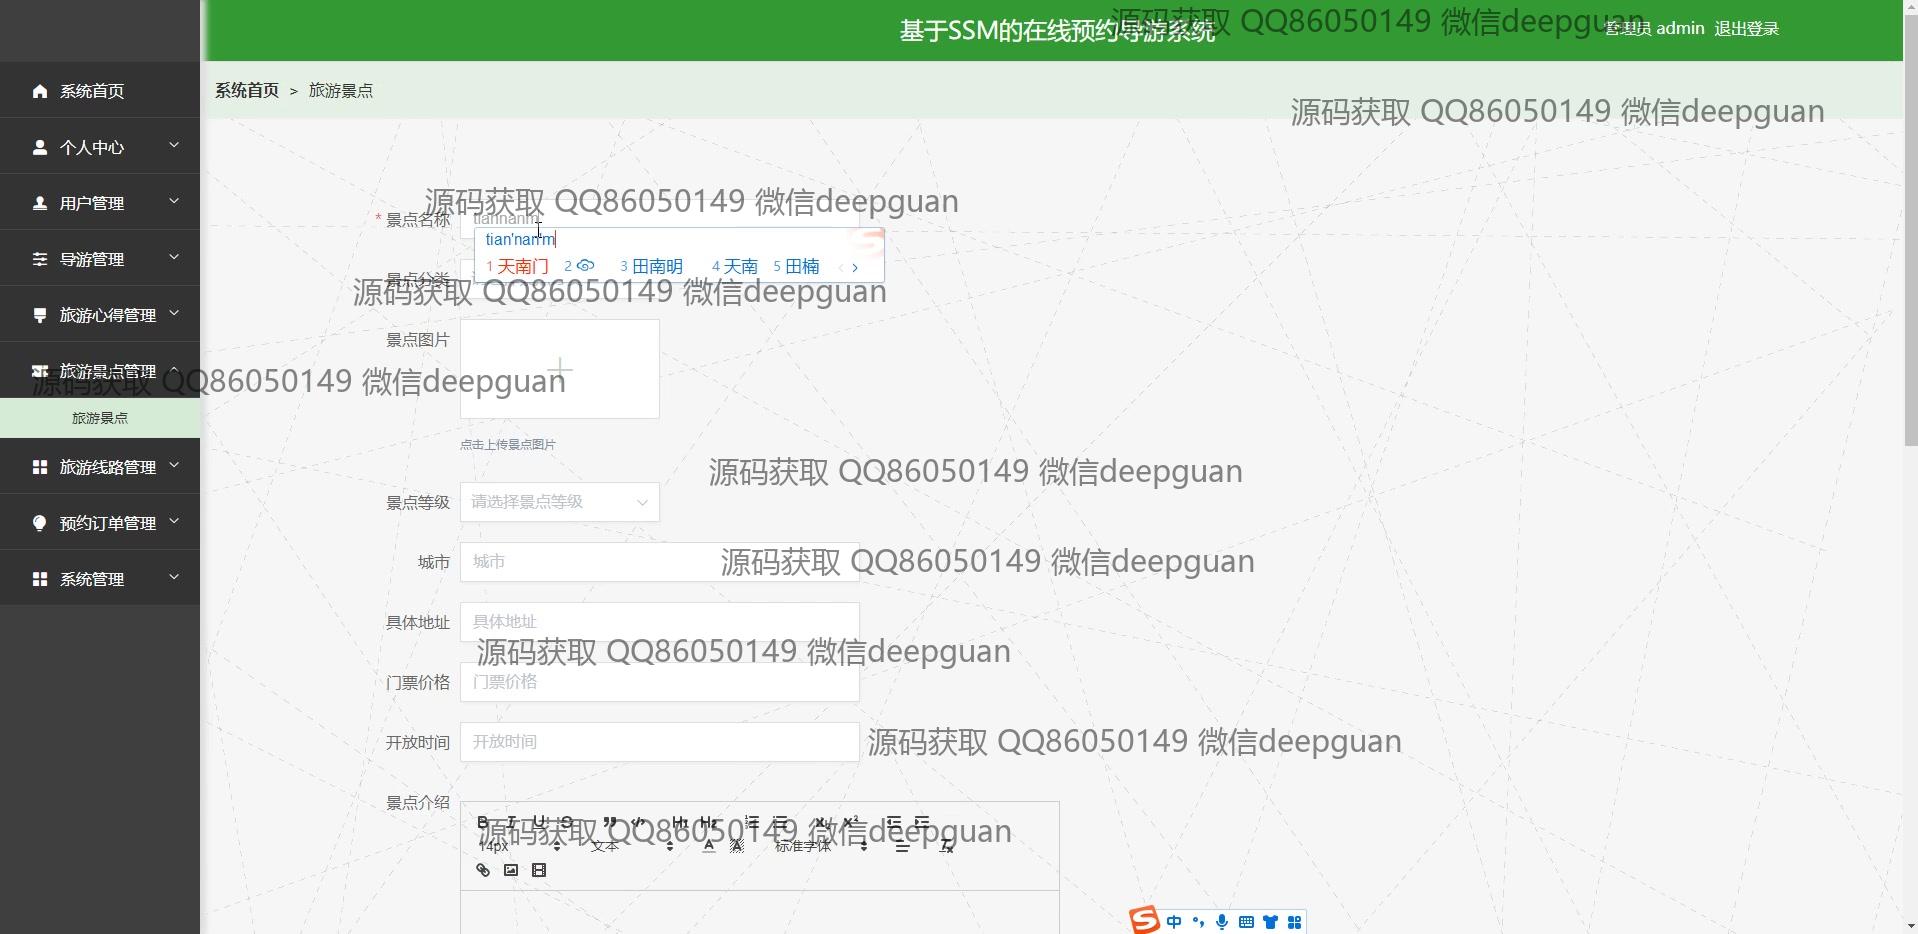 基于SSM的在线预约导游系统
源码获取 QQ86050149 微信deepguan
管理员 admin 退出登录
系统首页
个人中心
用户管理
导游管理
旅游心得管理
旅游景点管理
旅游景点
旅游线路管理
预约订单管理
系统管理
系统首页 > 旅游景点
源码获取 QQ86050149 微信deepguan
源码获取 QQ86050149 微信deepguan
* 景点名称 tiannanm
tian'nan'm
1 天南门 2 3 田南明 4 天南 5 田楠
景点分类
源码获取 QQ86050149 微信deepguan
景点图片
源码获取 QQ86050149 微信deepguan
点击上传景点图片
源码获取 QQ86050149 微信deepguan
景点等级 请选择景点等级
城市 城市
源码获取 QQ86050149 微信deepguan
具体地址 具体地址
源码获取 QQ86050149 微信deepguan
门票价格 门票价格
开放时间 开放时间
源码获取 QQ86050149 微信deepguan
景点介绍
B I U S H1 H2 x₂ x²
源码获取 QQ86050149 微信deepguan
14px 文本 A A 标准字体 Tx
S 中